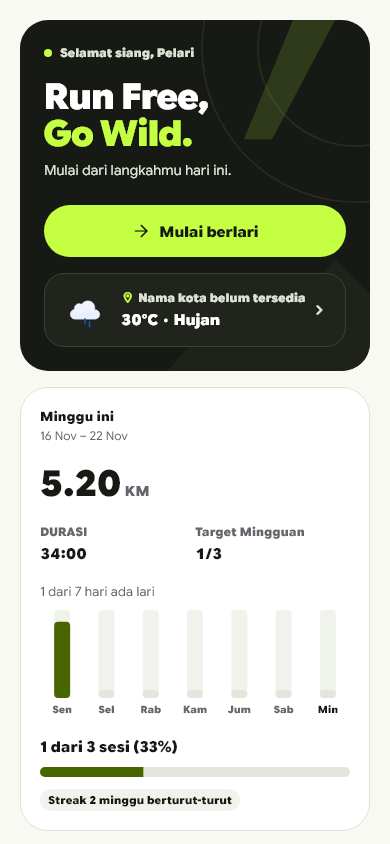 Selamat siang, Pelari
Run Free,
Go Wild.
Mulai dari langkahmu hari ini.
Mulai berlari
Nama kota belum tersedia
30°C • Hujan
Minggu ini
16 Nov – 22 Nov
5.20 KM
DURASI Target Mingguan
34:00 1/3
1 dari 7 hari ada lari
Sen Sel Rab Kam Jum Sab Min
1 dari 3 sesi (33%)
Streak 2 minggu berturut-turut